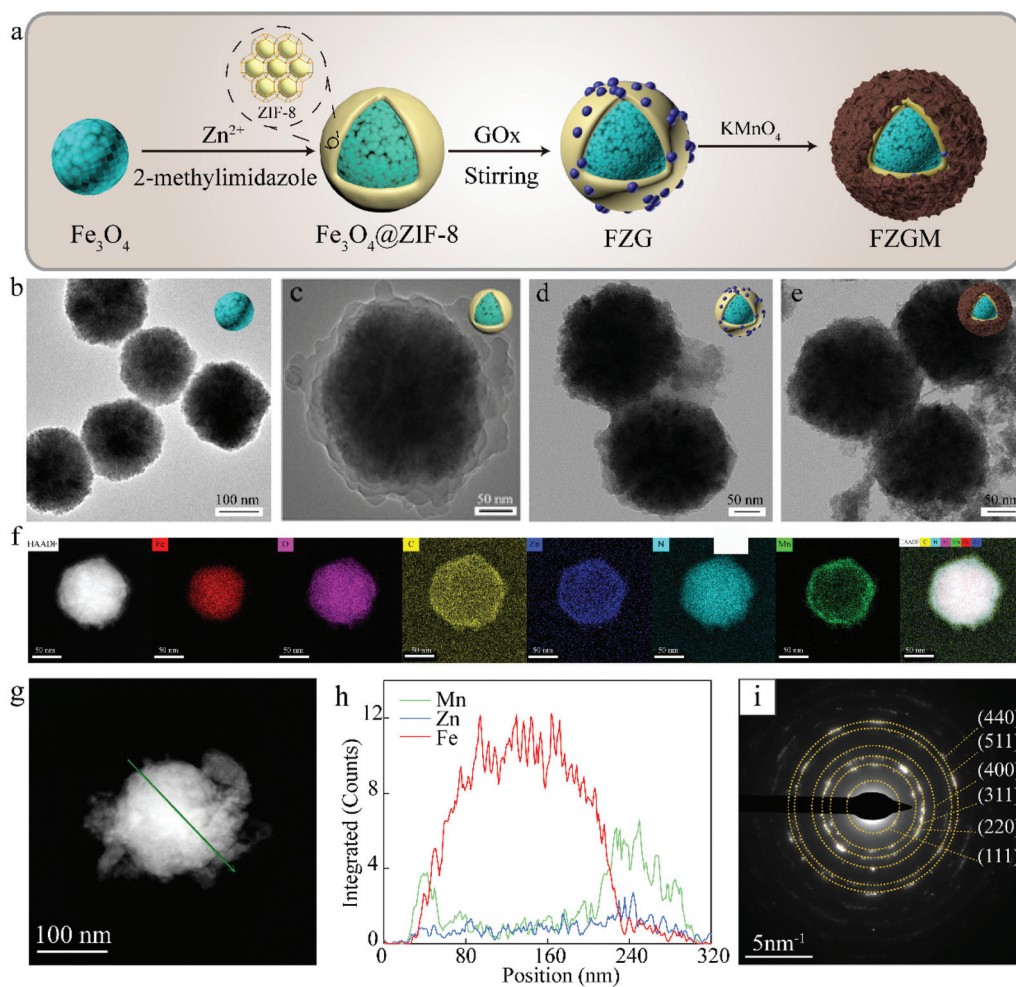 a
ZIF-8
Zn²⁺
2-methylimidazole
GOx
Stirring
KMnO₄
Fe₃O₄
Fe₃O₄@ZIF-8
FZG
FZGM
b
c
d
e
100 nm
50 nm
50 nm
50 nm
f
HAADF
Fe
O
C
Zn
N
Mn
50 nm
50 nm
50 nm
50 nm
50 nm
50 nm
50 nm
50 nm
g
100 nm
h
Mn
Zn
Fe
Integrated (Counts)
12
8
4
0
0
80
160
240
320
Position (nm)
i
(440)
(511)
(400)
(311)
(220)
(111)
5nm⁻¹